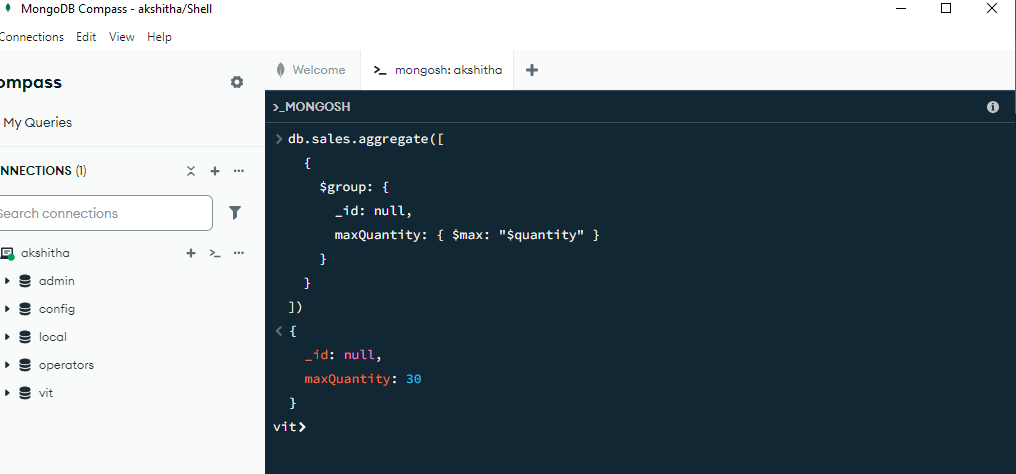 MongoDB Compass - akshitha/Shell
Connections Edit View Help
ompass
My Queries
NNECTIONS (1)
Search connections
akshitha
admin
config
local
operators
vit
Welcome
>_ mongosh: akshitha
>_MONGOSH
> db.sales.aggregate([
{
$group: {
_id: null,
maxQuantity: { $max: "$quantity" }
}
}
])
< {
_id: null,
maxQuantity: 30
}
vit>